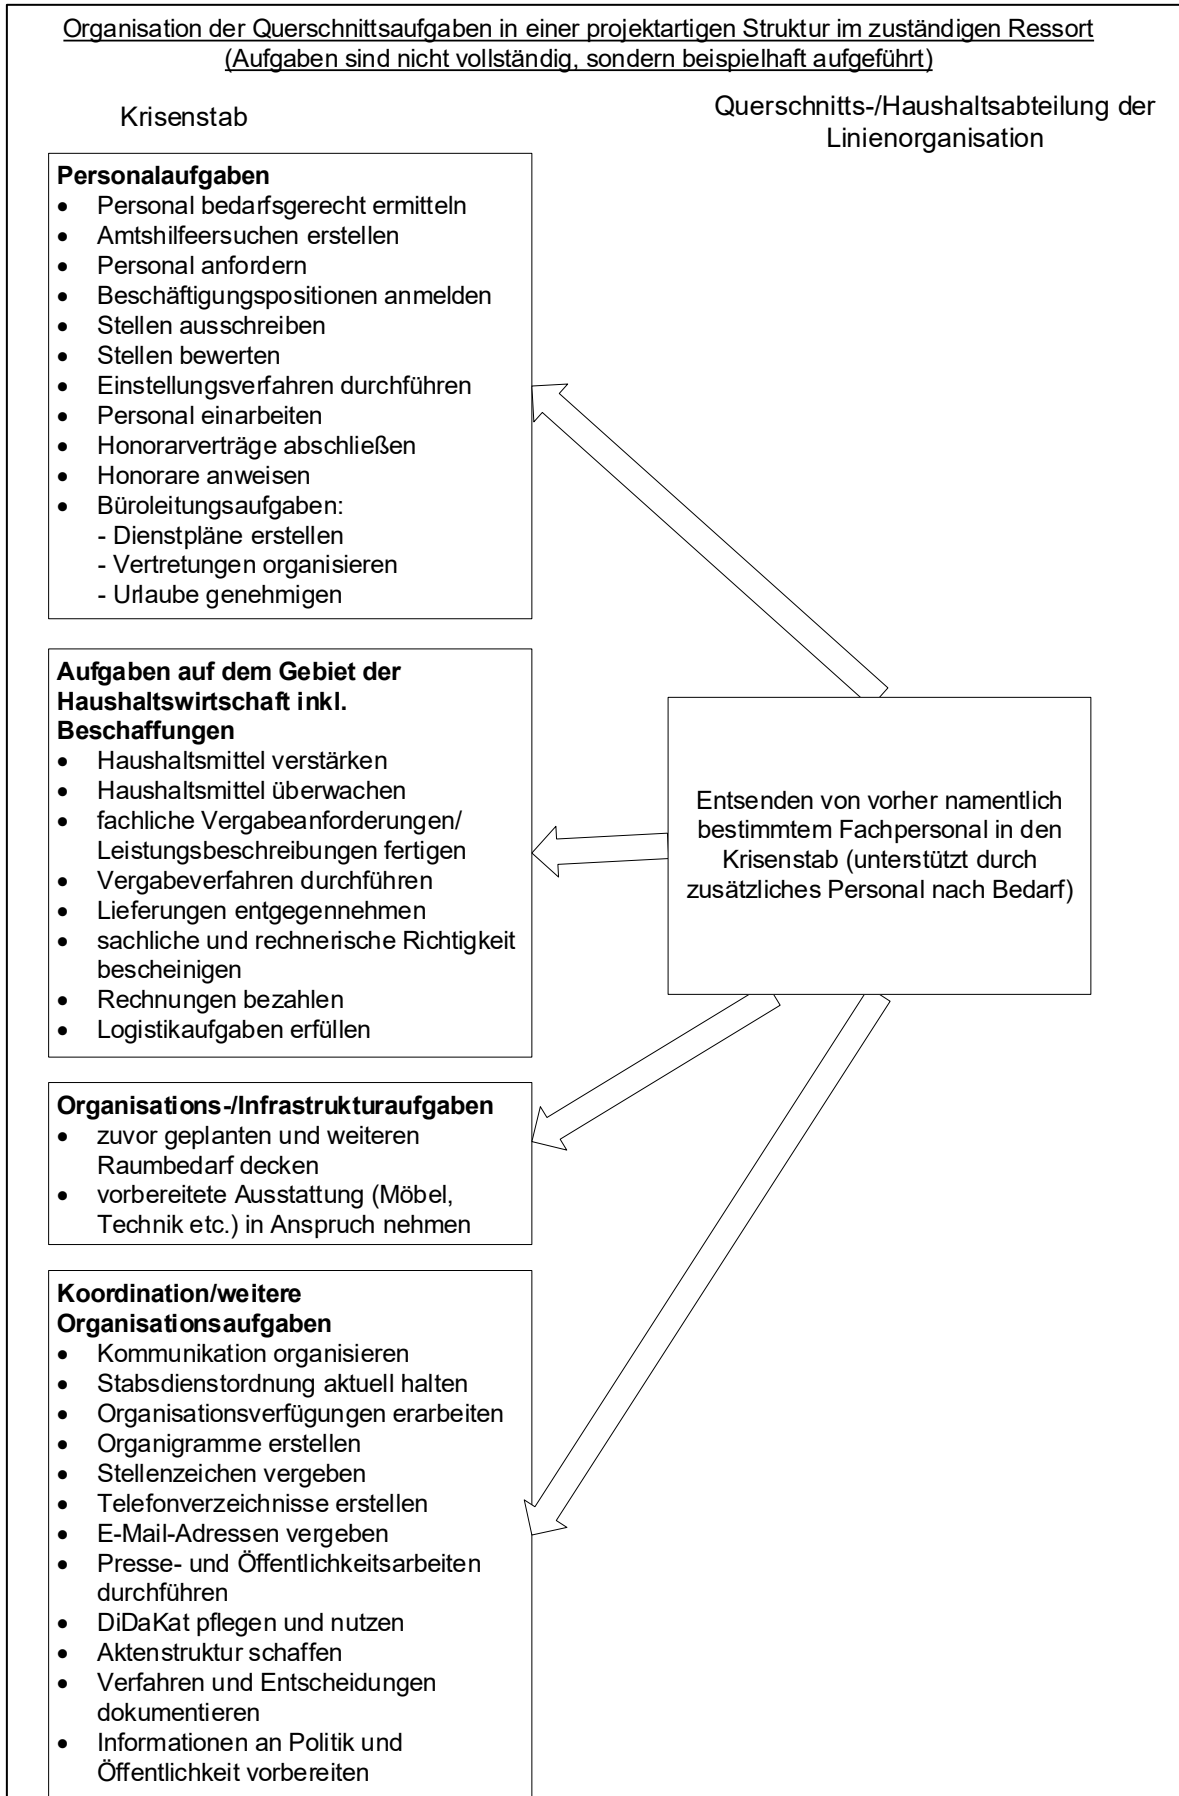 Organisation der Querschnittsaufgaben in einer projektartigen Struktur im zuständigen Ressort
(Aufgaben sind nicht vollständig, sondern beispielhaft aufgeführt)
Krisenstab
Querschnitts-/Haushaltsabteilung der
Linienorganisation
Personalaufgaben
• Personal bedarfsgerecht ermitteln
• Amtshilfeersuchen erstellen
• Personal anfordern
• Beschäftigungspositionen anmelden
• Stellen ausschreiben
• Stellen bewerten
• Einstellungsverfahren durchführen
• Personal einarbeiten
• Honorarverträge abschließen
• Honorare anweisen
• Büroleitungsaufgaben:
- Dienstpläne erstellen
- Vertretungen organisieren
- Urlaube genehmigen
Aufgaben auf dem Gebiet der
Haushaltswirtschaft inkl.
Beschaffungen
• Haushaltsmittel verstärken
• Haushaltsmittel überwachen
• fachliche Vergabeanforderungen/
Leistungsbeschreibungen fertigen
• Vergabeverfahren durchführen
• Lieferungen entgegennehmen
• sachliche und rechnerische Richtigkeit
bescheinigen
• Rechnungen bezahlen
• Logistikaufgaben erfüllen
Entsenden von vorher namentlich
bestimmtem Fachpersonal in den
Krisenstab (unterstützt durch
zusätzliches Personal nach Bedarf)
Organisations-/Infrastrukturaufgaben
• zuvor geplanten und weiteren
Raumbedarf decken
• vorbereitete Ausstattung (Möbel,
Technik etc.) in Anspruch nehmen
Koordination/weitere
Organisationsaufgaben
• Kommunikation organisieren
• Stabsdienstordnung aktuell halten
• Organisationsverfügungen erarbeiten
• Organigramme erstellen
• Stellenzeichen vergeben
• Telefonverzeichnisse erstellen
• E-Mail-Adressen vergeben
• Presse- und Öffentlichkeitsarbeiten
durchführen
• DiDaKat pflegen und nutzen
• Aktenstruktur schaffen
• Verfahren und Entscheidungen
dokumentieren
• Informationen an Politik und
Öffentlichkeit vorbereiten